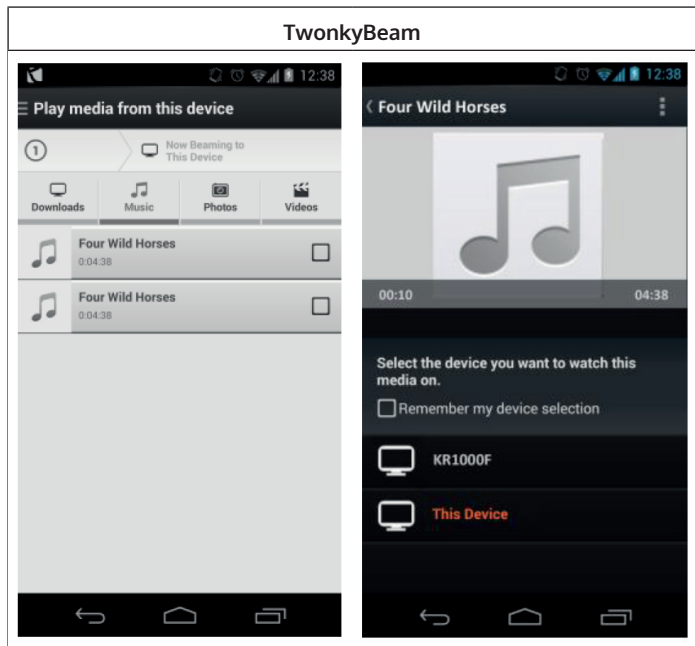 TwonkyBeam
12:38
Play media from this device
1
Now Beaming to
This Device
Downloads
Music
Photos
Videos
Four Wild Horses
0:04:38
Four Wild Horses
0:04:38
12:38
Four Wild Horses
00:10
04:38
Select the device you want to watch this
media on.
Remember my device selection
KR1000F
This Device